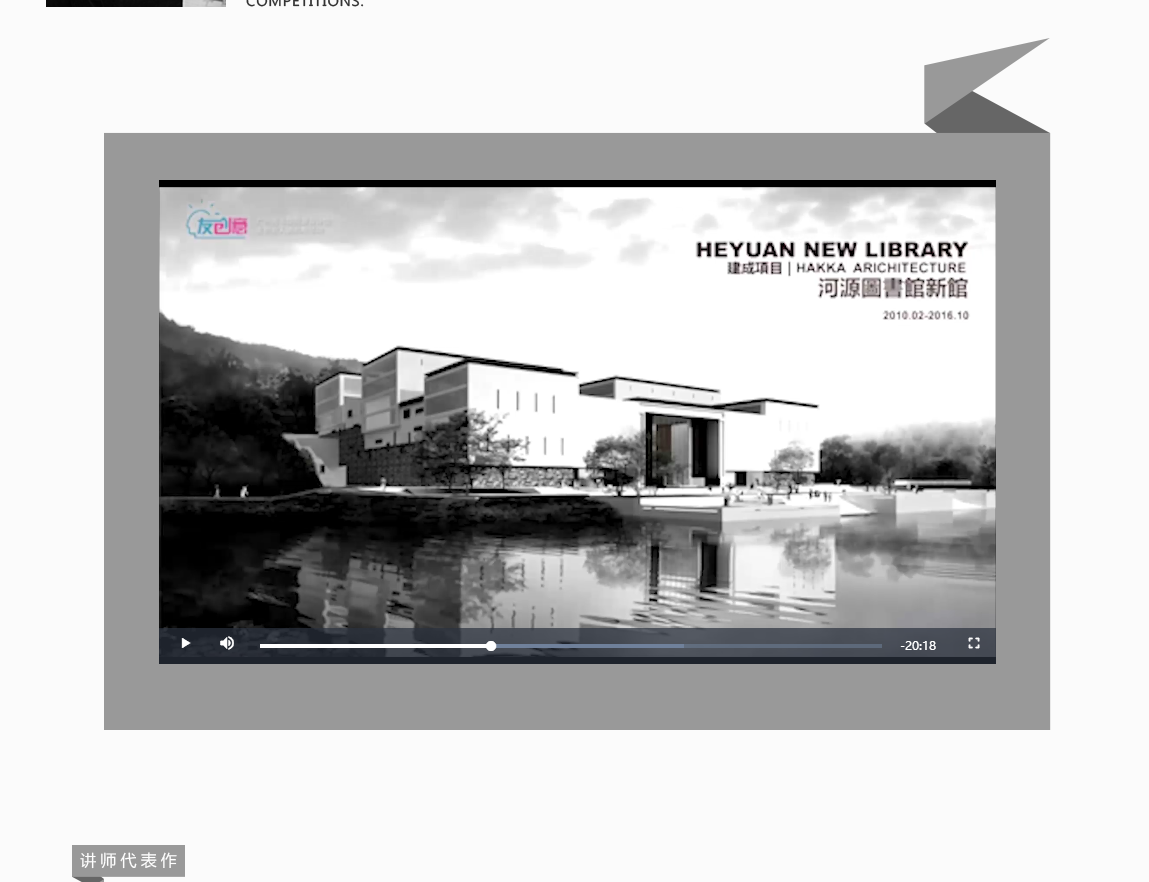 COMPETITIONS.
友创意
HEYUAN NEW LIBRARY
建成項目 | HAKKA ARICHITECTURE
河源圖書館新館
2010.02-2016.10
-20:18
讲师代表作